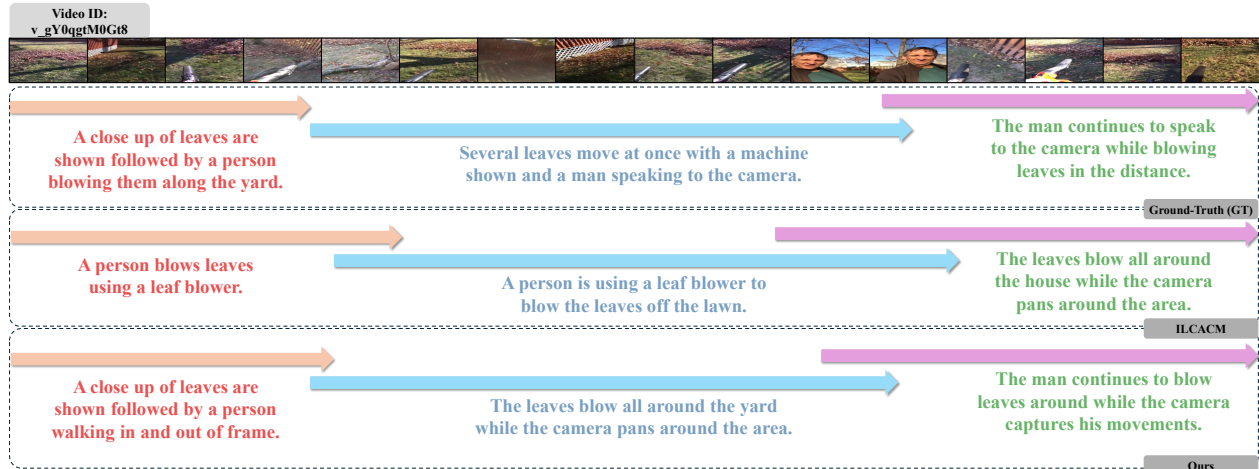 Video ID:
v_gY0qgtM0Gt8
A close up of leaves are
shown followed by a person
blowing them along the yard.
Several leaves move at once with a machine
shown and a man speaking to the camera.
The man continues to speak
to the camera while blowing
leaves in the distance.
Ground-Truth (GT)
A person blows leaves
using a leaf blower.
A person is using a leaf blower to
blow the leaves off the lawn.
The leaves blow all around
the house while the camera
pans around the area.
ILCACM
A close up of leaves are
shown followed by a person
walking in and out of frame.
The leaves blow all around the yard
while the camera pans around the area.
The man continues to blow
leaves around while the camera
captures his movements.
Ours